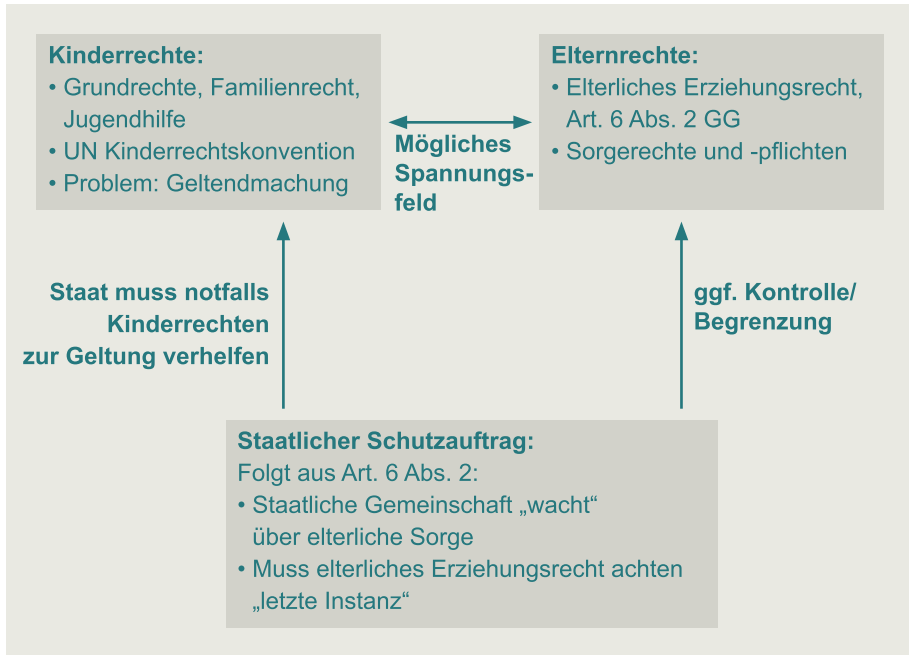 Kinderrechte:
• Grundrechte, Familienrecht,
Jugendhilfe
• UN Kinderrechtskonvention
• Problem: Geltendmachung
Mögliches
Spannungs-
feld
Elternrechte:
• Elterliches Erziehungsrecht,
Art. 6 Abs. 2 GG
• Sorgerechte und -pflichten
Staat muss notfalls
Kinderrechten
zur Geltung verhelfen
ggf. Kontrolle/
Begrenzung
Staatlicher Schutzauftrag:
Folgt aus Art. 6 Abs. 2:
• Staatliche Gemeinschaft „wacht“
über elterliche Sorge
• Muss elterliches Erziehungsrecht achten
„letzte Instanz“